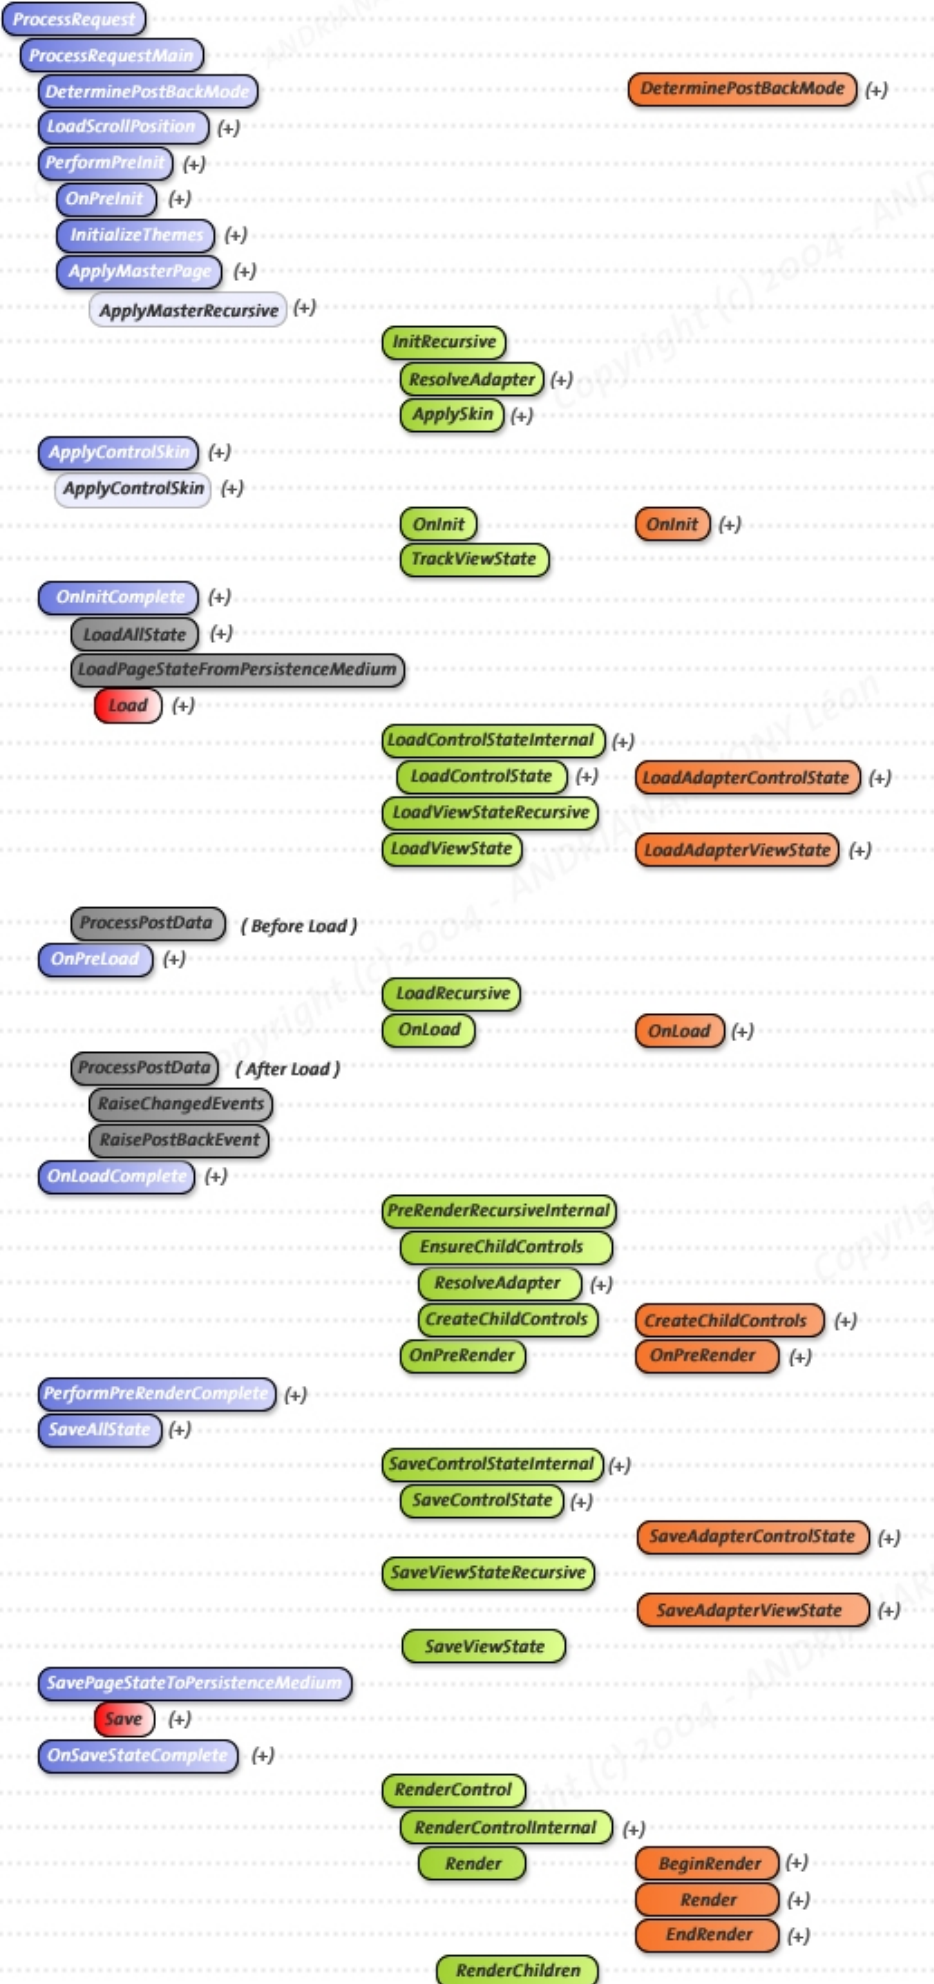 ProcessRequest
ProcessRequestMain
DeterminePostBackMode DeterminePostBackMode (+)
LoadScrollPosition (+)
PerformPreInit (+)
OnPreInit (+)
InitializeThemes (+)
ApplyMasterPage (+)
ApplyMasterRecursive (+)
InitRecursive
ResolveAdapter (+)
ApplySkin (+)
ApplyControlSkin (+)
ApplyControlSkin (+)
OnInit OnInit (+)
TrackViewState
OnInitComplete (+)
LoadAllState (+)
LoadPageStateFromPersistenceMedium
Load (+)
LoadControlStateInternal (+)
LoadControlState (+) LoadAdapterControlState (+)
LoadViewStateRecursive
LoadViewState LoadAdapterViewState (+)
ProcessPostData ( Before Load )
OnPreLoad (+)
LoadRecursive
OnLoad OnLoad (+)
ProcessPostData ( After Load )
RaiseChangedEvents
RaisePostBackEvent
OnLoadComplete (+)
PreRenderRecursiveInternal
EnsureChildControls
ResolveAdapter (+)
CreateChildControls CreateChildControls (+)
OnPreRender OnPreRender (+)
PerformPreRenderComplete (+)
SaveAllState (+)
SaveControlStateInternal (+)
SaveControlState (+)
SaveAdapterControlState (+)
SaveViewStateRecursive
SaveAdapterViewState (+)
SaveViewState
SavePageStateToPersistenceMedium
Save (+)
OnSaveStateComplete (+)
RenderControl
RenderControlInternal (+)
Render BeginRender (+)
Render (+)
EndRender (+)
RenderChildren